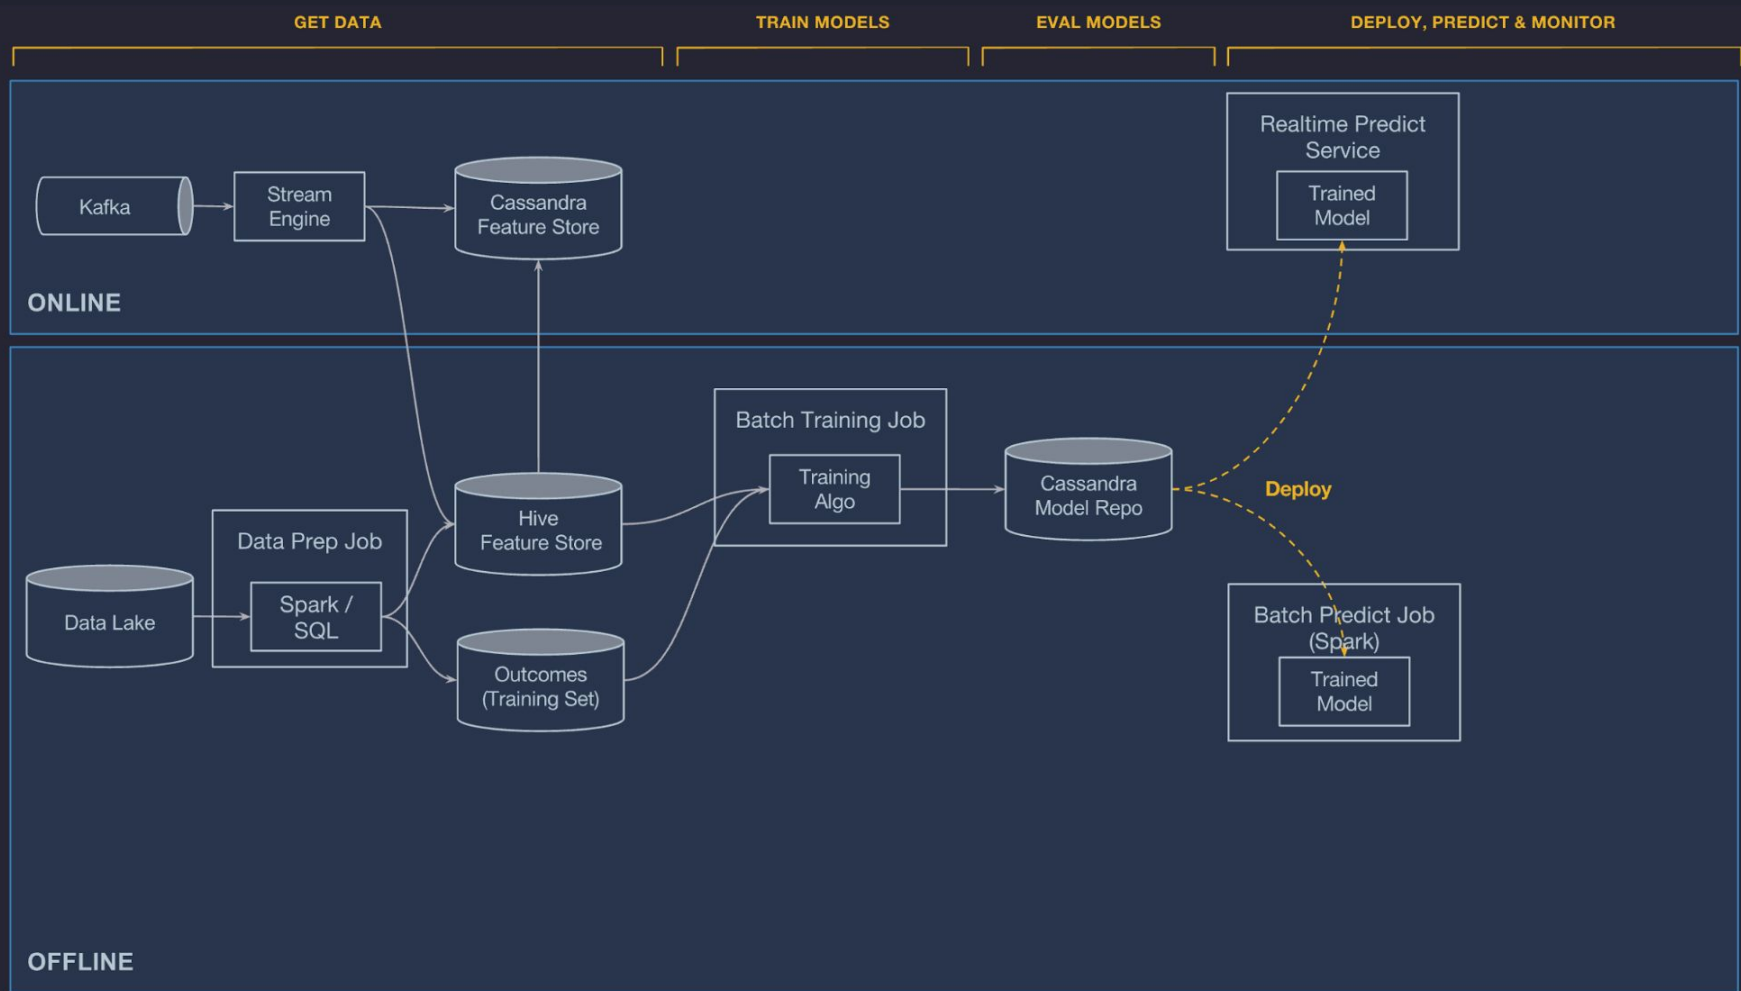 GET DATA
TRAIN MODELS
EVAL MODELS
DEPLOY, PREDICT & MONITOR
Realtime Predict
Service
Trained
Model
Kafka
Stream
Engine
Cassandra
Feature Store
ONLINE
Batch Training Job
Training
Algo
Cassandra
Model Repo
Deploy
Hive
Feature Store
Data Prep Job
Spark /
SQL
Data Lake
Outcomes
(Training Set)
Batch Predict Job
(Spark)
Trained
Model
OFFLINE